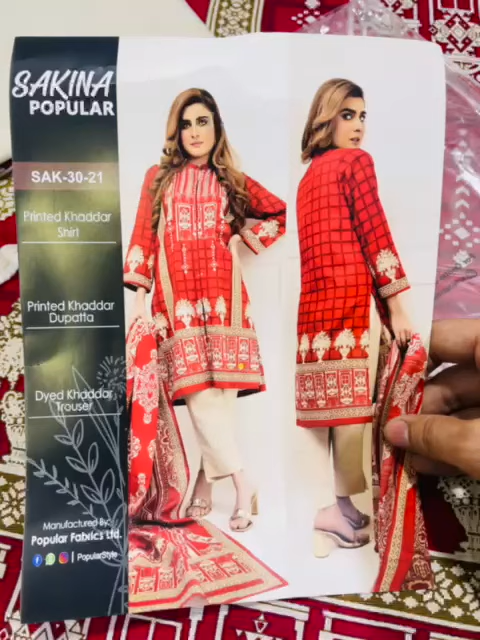 SAKINA
POPULAR
SAK-30-21
Printed Khaddar
Shirt
Printed Khaddar
Dupatta
Dyed Khaddar
Trouser
Manufactured By:
Popular Fabrics Ltd.
| PopularStyle